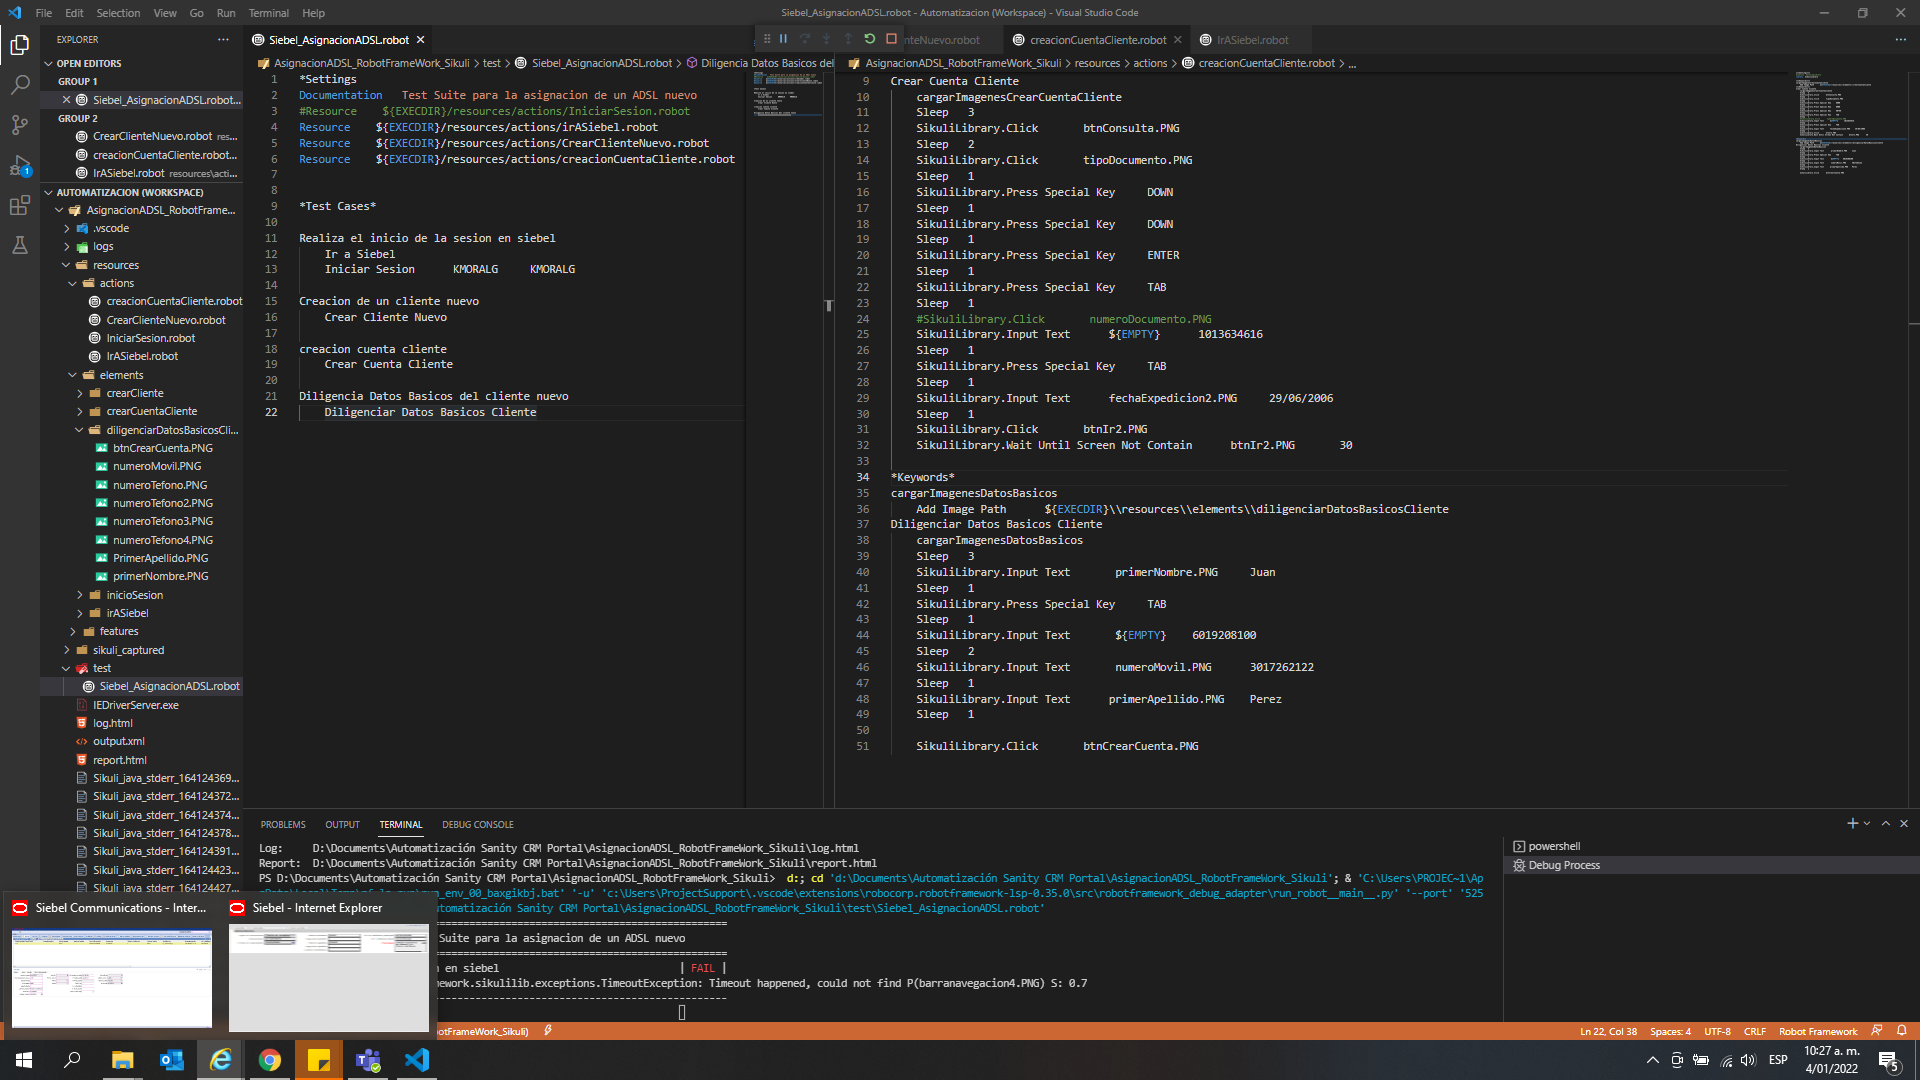 File Edit Selection View Go Run Terminal Help
Siebel_AsignacionADSL.robot - Automatizacion (Workspace) - Visual Studio Code
EXPLORER
OPEN EDITORS
GROUP 1
Siebel_AsignacionADSL.robot...
GROUP 2
CrearClienteNuevo.robot res...
creacionCuentaCliente.robot...
IrASiebel.robot resources\ac...
AUTOMATIZACION (WORKSPACE)
AsignacionADSL_RobotFrame...
.vscode
logs
resources
actions
creacionCuentaCliente.robot
CrearClienteNuevo.robot
IniciarSesion.robot
IrASiebel.robot
elements
crearCliente
crearCuentaCliente
diligenciarDatosBasicosCli...
btnCrearCuenta.PNG
numeroMovil.PNG
numeroTefono.PNG
numeroTefono2.PNG
numeroTefono3.PNG
numeroTefono4.PNG
PrimerApellido.PNG
primerNombre.PNG
inicioSesion
irASiebel
features
sikuli_captured
test
Siebel_AsignacionADSL.robot
IEDriverServer.exe
log.html
output.xml
report.html
Sikuli_java_stderr_164124369...
Sikuli_java_stderr_164124372...
Sikuli_java_stderr_164124374...
Sikuli_java_stderr_164124378...
Sikuli_java_stderr_164124391...
Sikuli_java_stderr_164124423...
Sikuli_java_stderr_164124427...
Siebel_AsignacionADSL.robot
AsignacionADSL_RobotFrameWork_Sikuli > test > Siebel_AsignacionADSL.robot > Diligencia Datos Basicos del
1 *Settings
2 Documentation Test Suite para la asignacion de un ADSL nuevo
3 #Resource ${EXECDIR}/resources/actions/IniciarSesion.robot
4 Resource ${EXECDIR}/resources/actions/irASiebel.robot
5 Resource ${EXECDIR}/resources/actions/CrearClienteNuevo.robot
6 Resource ${EXECDIR}/resources/actions/creacionCuentaCliente.robot
7
8
9 *Test Cases*
10
11 Realiza el inicio de la sesion en siebel
12 Ir a Siebel
13 Iniciar Sesion KMORALG KMORALG
14
15 Creacion de un cliente nuevo
16 Crear Cliente Nuevo
17
18 creacion cuenta cliente
19 Crear Cuenta Cliente
20
21 Diligencia Datos Basicos del cliente nuevo
22 Diligenciar Datos Basicos Cliente
nteNuevo.robot
creacionCuentaCliente.robot
IrASiebel.robot
AsignacionADSL_RobotFrameWork_Sikuli > resources > actions > creacionCuentaCliente.robot > ...
9 Crear Cuenta Cliente
10 cargarImagenesCrearCuentaCliente
11 Sleep 3
12 SikuliLibrary.Click btnConsulta.PNG
13 Sleep 2
14 SikuliLibrary.Click tipoDocumento.PNG
15 Sleep 1
16 SikuliLibrary.Press Special Key DOWN
17 Sleep 1
18 SikuliLibrary.Press Special Key DOWN
19 Sleep 1
20 SikuliLibrary.Press Special Key ENTER
21 Sleep 1
22 SikuliLibrary.Press Special Key TAB
23 Sleep 1
24 #SikuliLibrary.Click numeroDocumento.PNG
25 SikuliLibrary.Input Text ${EMPTY} 1013634616
26 Sleep 1
27 SikuliLibrary.Press Special Key TAB
28 Sleep 1
29 SikuliLibrary.Input Text fechaExpedicion2.PNG 29/06/2006
30 Sleep 1
31 SikuliLibrary.Click btnIr2.PNG
32 SikuliLibrary.Wait Until Screen Not Contain btnIr2.PNG 30
33
34 *Keywords*
35 cargarImagenesDatosBasicos
36 Add Image Path ${EXECDIR}\\resources\\elements\\diligenciarDatosBasicosCliente
37 Diligenciar Datos Basicos Cliente
38 cargarImagenesDatosBasicos
39 Sleep 3
40 SikuliLibrary.Input Text primerNombre.PNG Juan
41 Sleep 1
42 SikuliLibrary.Press Special Key TAB
43 Sleep 1
44 SikuliLibrary.Input Text ${EMPTY} 6019208100
45 Sleep 2
46 SikuliLibrary.Input Text numeroMovil.PNG 3017262122
47 Sleep 1
48 SikuliLibrary.Input Text primerApellido.PNG Perez
49 Sleep 1
50
51 SikuliLibrary.Click btnCrearCuenta.PNG
PROBLEMS OUTPUT TERMINAL DEBUG CONSOLE
Log: D:\Documents\Automatización Sanity CRM Portal\AsignacionADSL_RobotFrameWork_Sikuli\log.html
Report: D:\Documents\Automatización Sanity CRM Portal\AsignacionADSL_RobotFrameWork_Sikuli\report.html
PS D:\Documents\Automatización Sanity CRM Portal\AsignacionADSL_RobotFrameWork_Sikuli> d:; cd 'd:\Documents\Automatización Sanity CRM Portal\AsignacionADSL_RobotFrameWork_Sikuli'; & 'C:\Users\PROJEC~1\Ap
env_00_baxgikbj.bat' '-u' 'c:\Users\ProjectSupport\.vscode\extensions\robocorp.robotframework-lsp-0.35.0\src\robotframework_debug_adapter\run_robot__main__.py' '--port' '525
utomatización Sanity CRM Portal\AsignacionADSL_RobotFrameWork_Sikuli\test\Siebel_AsignacionADSL.robot'
Suite para la asignacion de un ADSL nuevo
n en siebel | FAIL |
ework.sikulilib.exceptions.TimeoutException: Timeout happened, could not find P(barranavegacion4.PNG) S: 0.7
powershell
Debug Process
Siebel Communications - Inter...
Siebel - Internet Explorer
otFrameWork_Sikuli)
Ln 22, Col 38 Spaces: 4 UTF-8 CRLF Robot Framework
ESP
10:27 a. m.
4/01/2022
5
1